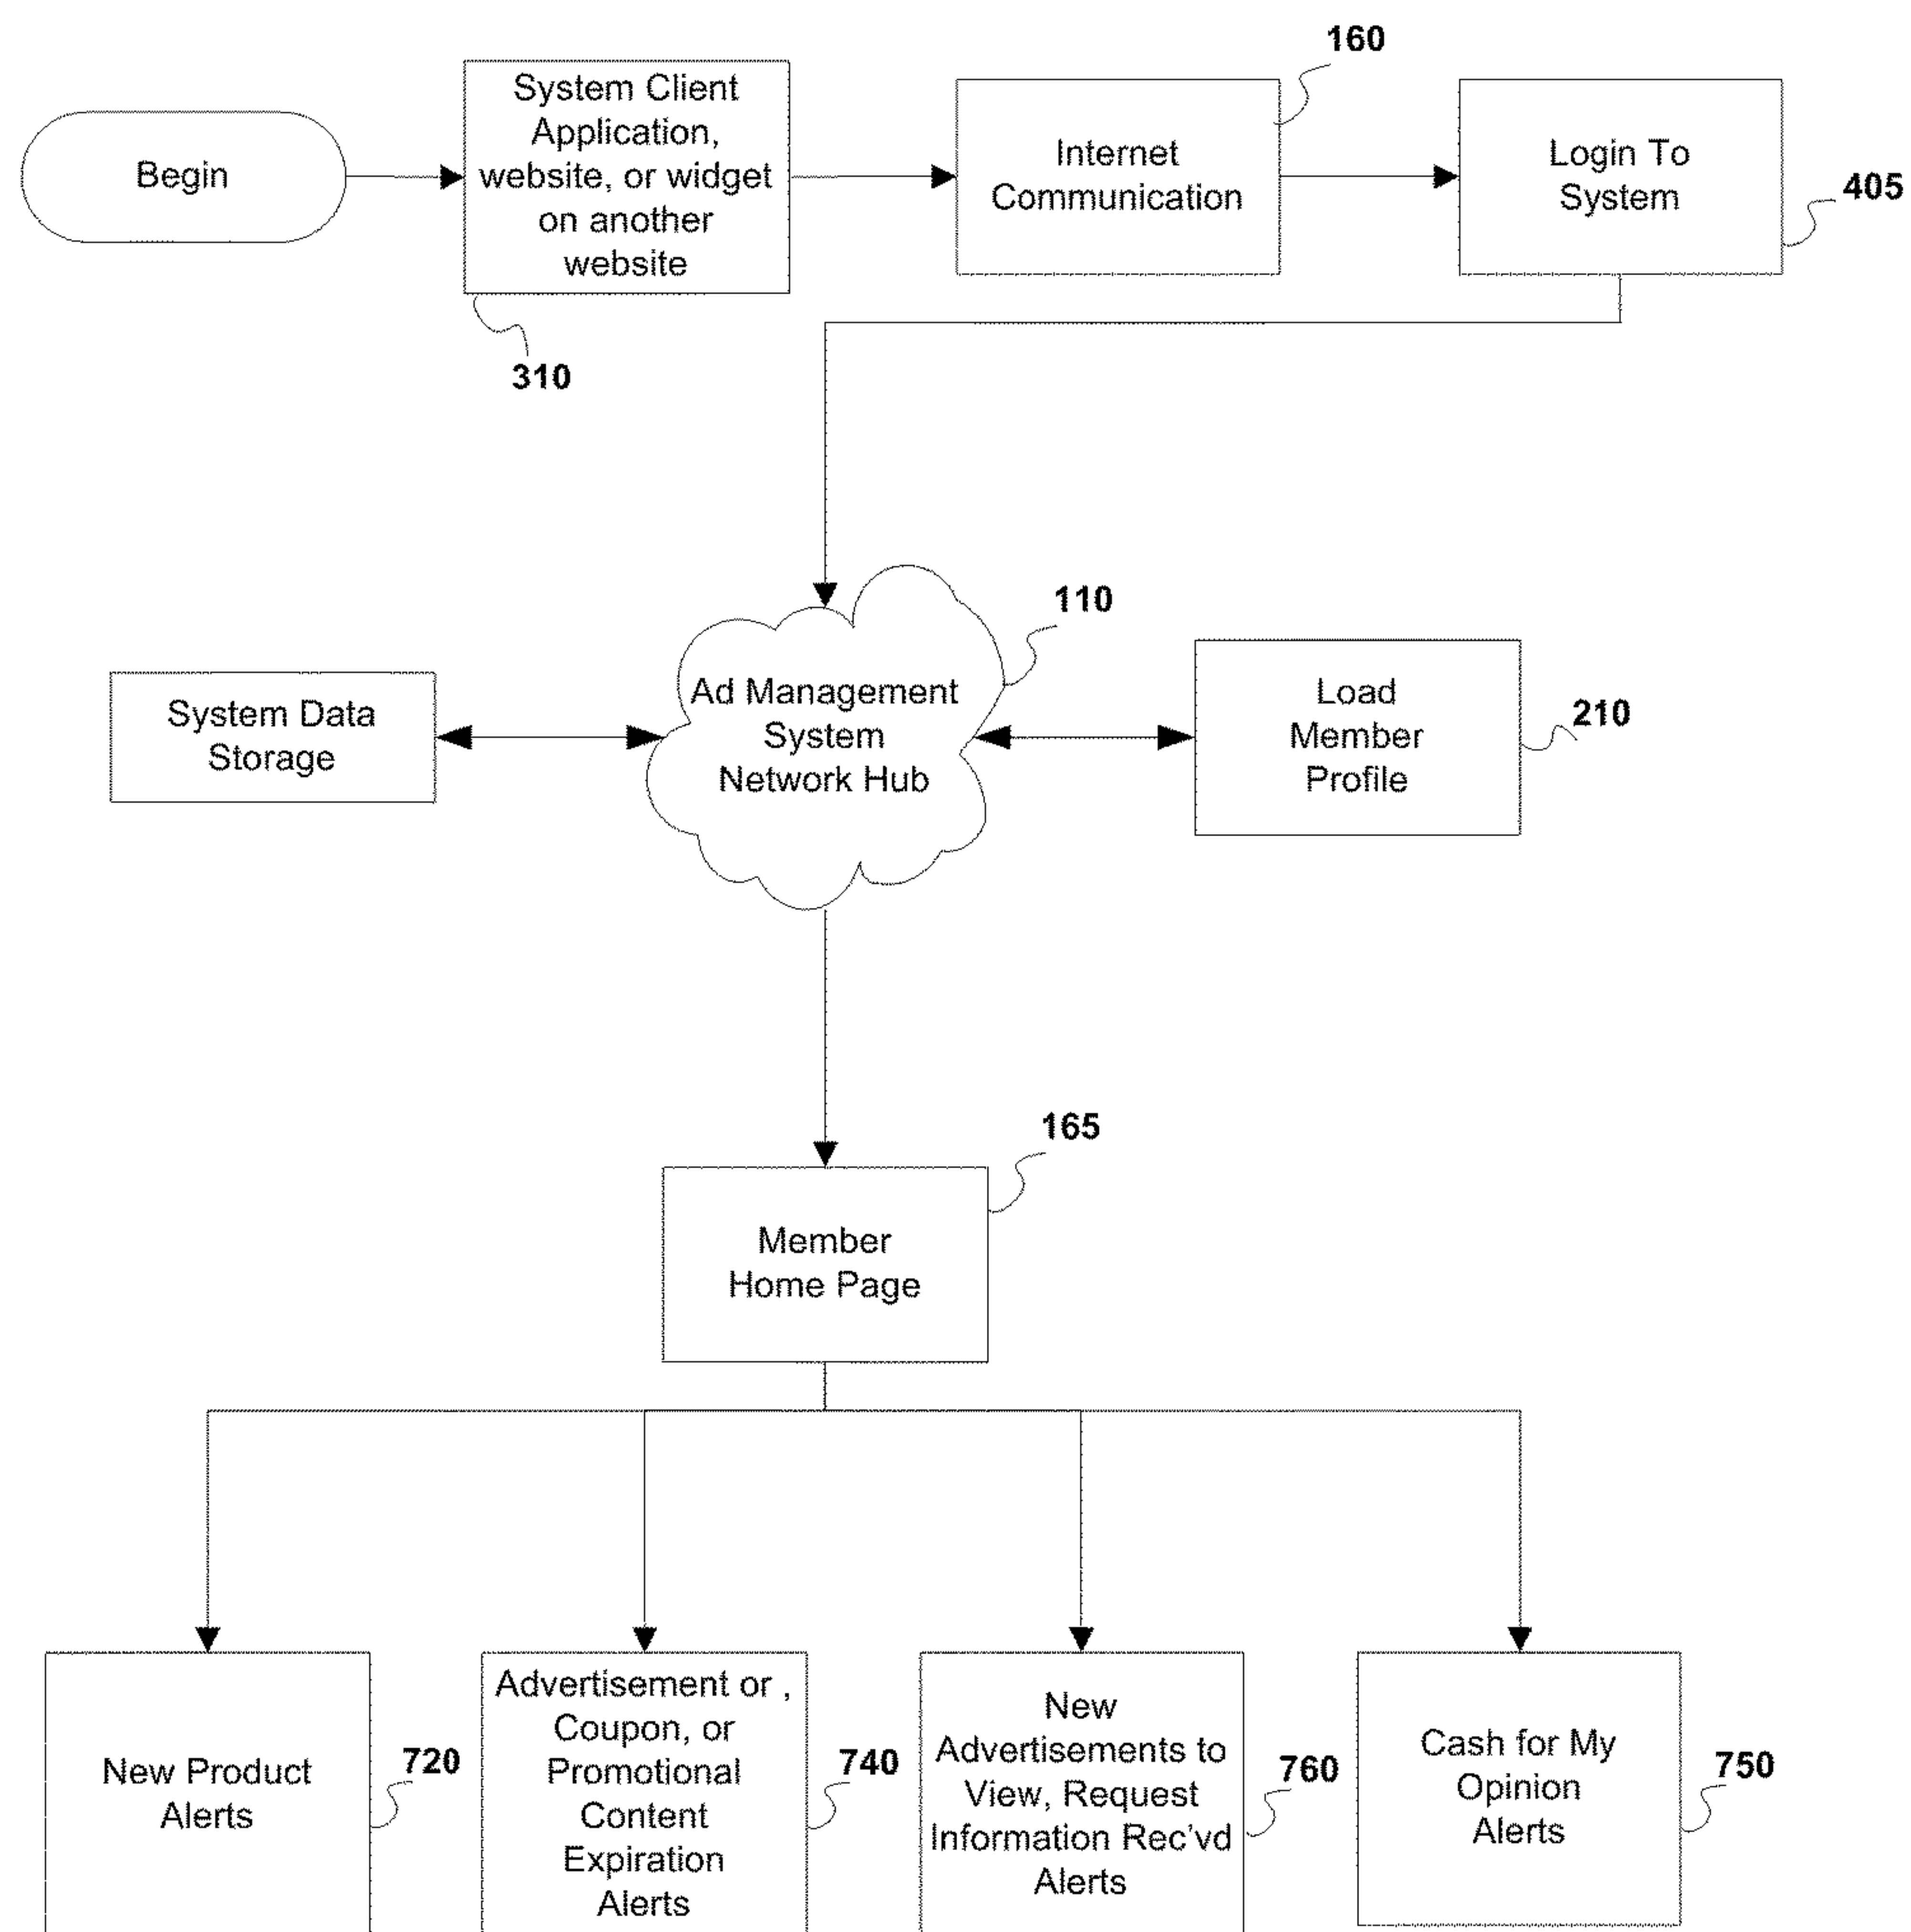 160
System Client
Application,
website, or widget
on another
website
Begin
Internet
Communication
Login To
System
405
310
110
Ad Management
System
Network Hub
System Data
Storage
Load
Member
Profile
210
165
Member
Home Page
New Product
Alerts
720
Advertisement or ,
Coupon, or
Promotional
Content
Expiration
Alerts
740
New
Advertisements to
View, Request
Information Rec'vd
Alerts
760
Cash for My
Opinion
Alerts
750